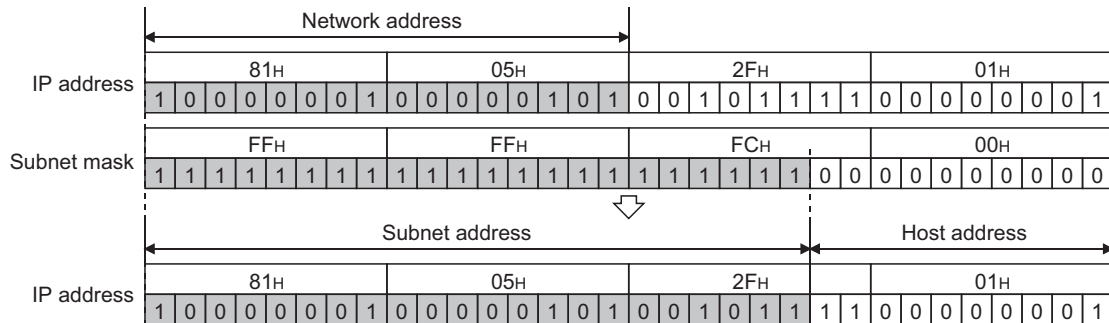 Network address
81H 05H 2FH 01H
IP address
1 0 0 0 0 0 0 1 0 0 0 0 0 1 0 1 0 0 1 0 1 1 1 1 0 0 0 0 0 0 0 1
FFH FFH FCH 00H
Subnet mask
1 1 1 1 1 1 1 1 1 1 1 1 1 1 1 1 1 1 1 1 1 1 0 0 0 0 0 0 0 0 0 0
Subnet address Host address
81H 05H 2FH 01H
IP address
1 0 0 0 0 0 0 1 0 0 0 0 0 1 0 1 0 0 1 0 1 1 1 1 0 0 0 0 0 0 0 1